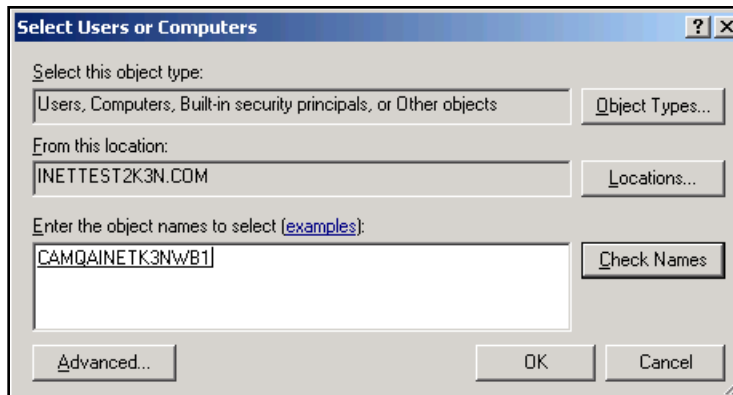 Select Users or Computers
Select this object type:
Users, Computers, Built-in security principals, or Other objects
Object Types...
From this location:
INETTEST2K3N.COM
Locations...
Enter the object names to select (examples):
CAMQAINETK3NWB1
Check Names
Advanced...
OK
Cancel